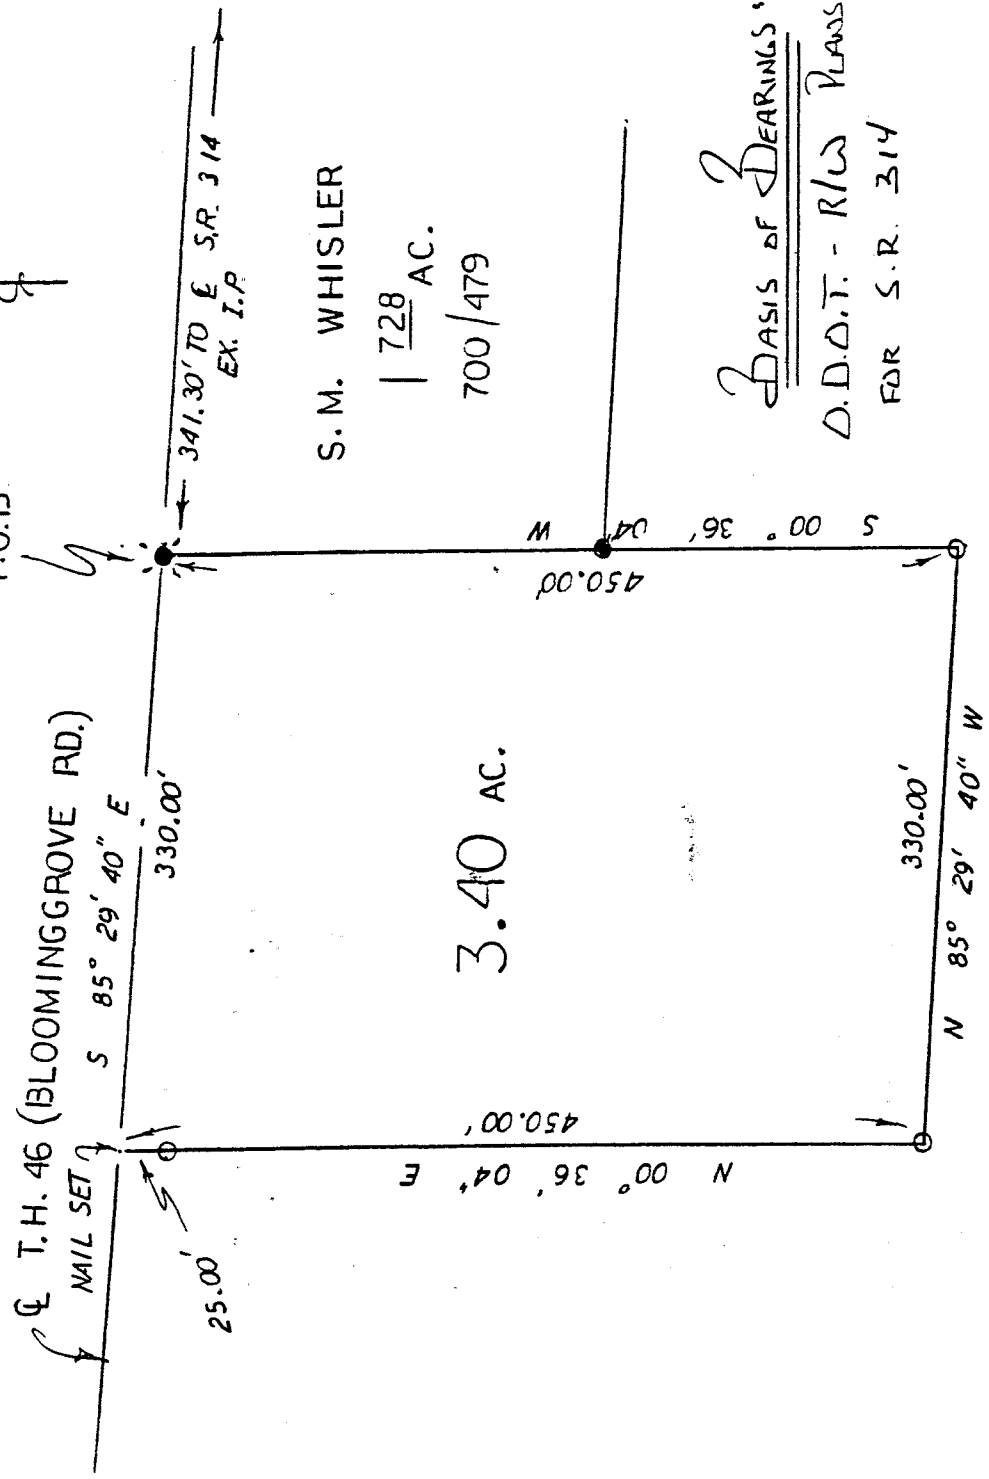 P.O.B.
℄ T.H. 46 (BLOOMINGGROVE RD.)
NAIL SET
S 85° 29' 40" E
330.00'
341.30' TO ℄ S.R. 314
EX. I.P.
25.00'
S. M. WHISLER
1 728 AC.
700/479
S 00° 36' 04" W
450.00'
3.40 AC.
N 00° 36' 04" E
450.00'
330.00'
N 85° 29' 40" W
BASIS OF BEARINGS "
O.D.O.T. - R/W PLANS
FOR S.R. 314